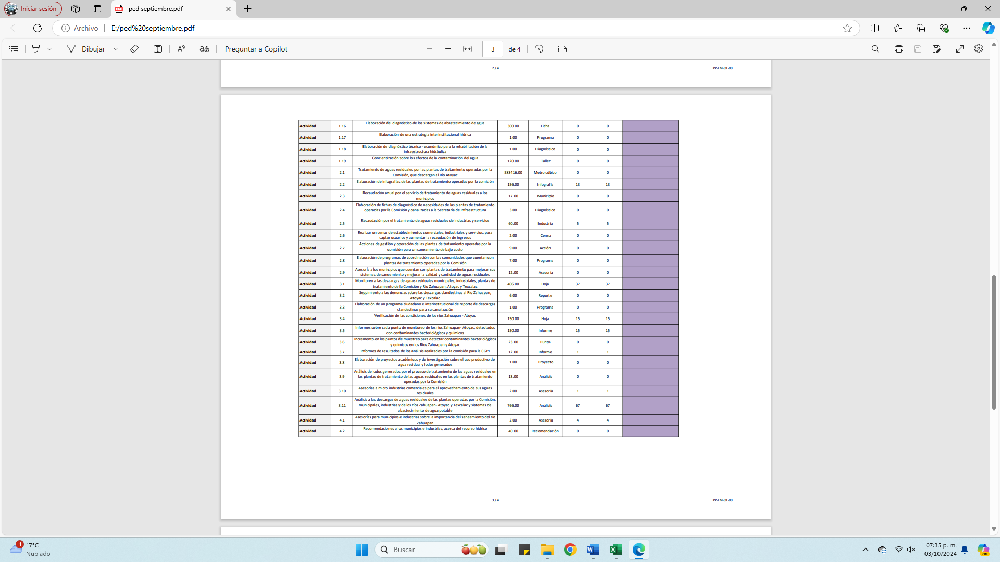 Iniciar sesión
ped septiembre.pdf
Archivo
E:/ped%20septiembre.pdf
Dibujar
Preguntar a Copilot
3
de 4
2 / 4
PP-FM-0E-00
Actividad 1.16 Elaboración del diagnóstico de los sistemas de abastecimiento de agua 300.00 Ficha 0 0
Actividad 1.17 Elaboración de una estrategia interinstitucional hídrica 1.00 Programa 0 0
Actividad 1.18 Elaboración de diagnóstico técnico - económico para la rehabilitación de la
infraestructura hidráulica 1.00 Diagnóstico 0 0
Actividad 1.19 Concientización sobre los efectos de la contaminación del agua 120.00 Taller 0 0
Actividad 2.1 Tratamiento de aguas residuales por las plantas de tratamiento operadas por la
Comisión, que descargan al Río Atoyac 583416.00 Metro cúbico 0 0
Actividad 2.2 Elaboración de infografías de las plantas de tratamiento operadas por la comisión 156.00 Infografía 13 13
Actividad 2.3 Recaudación anual por el servicio de tratamiento de aguas residuales a los
municipios 17.00 Municipio 0 0
Actividad 2.4 Elaboración de fichas de diagnóstico de necesidades de las plantas de tratamiento
operadas por la Comisión y canalizadas a la Secretaría de Infraestructura 3.00 Diagnóstico 0 0
Actividad 2.5 Recaudación por el tratamiento de aguas residuales de industrias y servicios 60.00 Industria 5 5
Actividad 2.6 Realizar un censo de establecimientos comerciales, industriales y servicios, para
captar usuarios y aumentar la recaudación de ingresos 2.00 Censo 0 0
Actividad 2.7 Acciones de gestión y operación de las plantas de tratamiento operadas por la
comisión para un saneamiento de bajo costo 9.00 Acción 0 0
Actividad 2.8 Elaboración de programas de coordinación con las comunidades que cuentan con
plantas de tratamiento operadas por la Comisión 7.00 Programa 0 0
Actividad 2.9 Asesoría a los municipios que cuentan con plantas de tratamiento para mejorar sus
sistemas de saneamiento y mejorar la calidad y cantidad de aguas residuales 12.00 Asesoría 0 0
Actividad 3.1 Monitoreo a las descargas de aguas residuales municipales, industriales, plantas de
tratamiento de la Comisión y Río Zahuapan, Atoyac y Texcalac 406.00 Hoja 37 37
Actividad 3.2 Seguimiento a las denuncias sobre las descargas clandestinas al Río Zahuapan,
Atoyac y Texcalac 6.00 Reporte 0 0
Actividad 3.3 Elaboración de un programa ciudadano e interinstitucional de reporte de descargas
clandestinas para su canalización 1.00 Programa 0 0
Actividad 3.4 Verificación de las condiciones de los ríos Zahuapan - Atoyac 150.00 Hoja 15 15
Actividad 3.5 Informes sobre cada punto de monitoreo de los ríos Zahuapan- Atoyac, detectados
con contaminantes bacteriológicos y químicos 150.00 Informe 15 15
Actividad 3.6 Incremento en los puntos de muestreo para detectar contaminantes bacteriológicos
y químicos en los Ríos Zahuapan y Atoyac 23.00 Punto 0 0
Actividad 3.7 Informes de resultados de los análisis realizados por la comisión para la CGPI 12.00 Informe 1 1
Actividad 3.8 Elaboración de proyectos académicos y de investigación sobre el uso productivo del
agua residual y lodos generados 1.00 Proyecto 0 0
Actividad 3.9 Análisis de lodos generados por el proceso de tratamiento de las aguas residuales en
las plantas de tratamiento de las aguas residuales en las plantas de tratamiento
operadas por la Comisión 13.00 Análisis 0 0
Actividad 3.10 Asesorías a micro industrias comerciales para el aprovechamiento de sus aguas
residuales 2.00 Asesoría 1 1
Actividad 3.11 Análisis a las descargas de aguas residuales de las plantas operadas por la Comisión,
municipales, industrias y de los ríos Zahuapan- Atoyac y Texcalac y sistemas de
abastecimiento de agua potable 766.00 Análisis 67 67
Actividad 4.1 Asesorías para municipios e industrias sobre la importancia del saneamiento del río
Zahuapan 2.00 Asesoría 4 4
Actividad 4.2 Recomendaciones a los municipios e industrias, acerca del recurso hídrico 40.00 Recomendación 0 0
3 / 4
PP-FM-0E-00
1
17°C
Nublado
Buscar
07:35 p. m.
03/10/2024
PRE